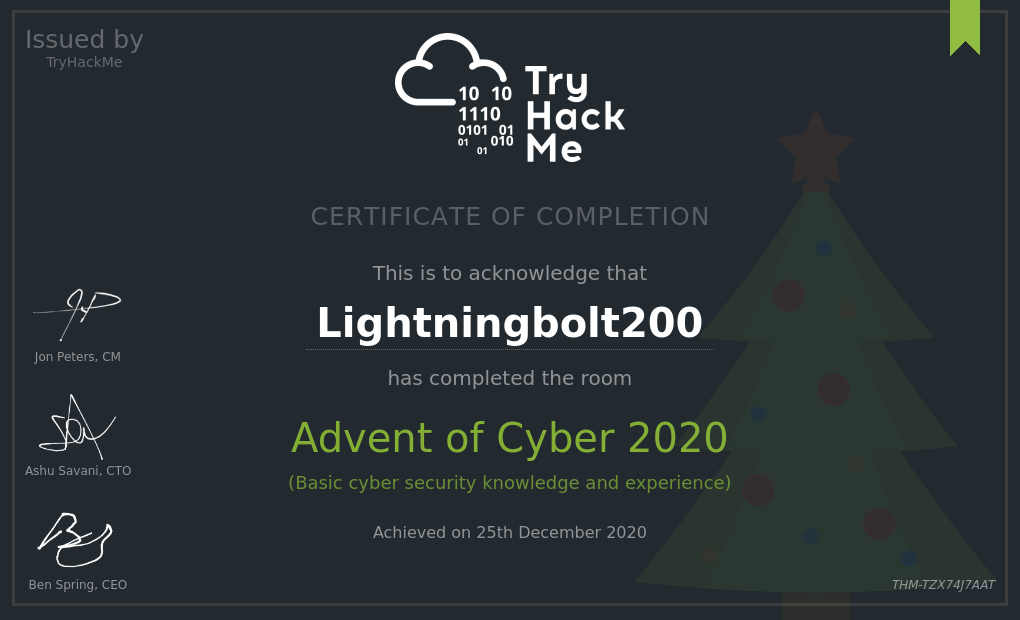 Issued by
TryHackMe
10 10
1110
0101 01
01 010
01
Try
Hack
Me
CERTIFICATE OF COMPLETION
This is to acknowledge that
Lightningbolt200
has completed the room
Advent of Cyber 2020
(Basic cyber security knowledge and experience)
Achieved on 25th December 2020
Jon Peters, CM
Ashu Savani, CTO
Ben Spring, CEO
THM-TZX74J7AAT